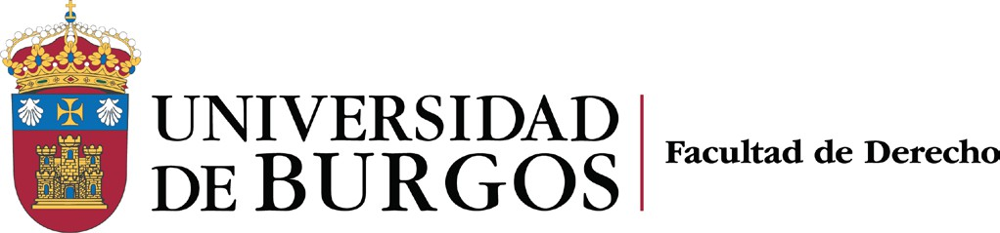 UNIVERSIDAD
DE BURGOS
Facultad de Derecho